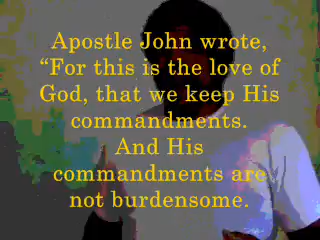 Apostle John wrote,
“For this is the love of
God, that we keep His
commandments.
And His
commandments are
not burdensome.